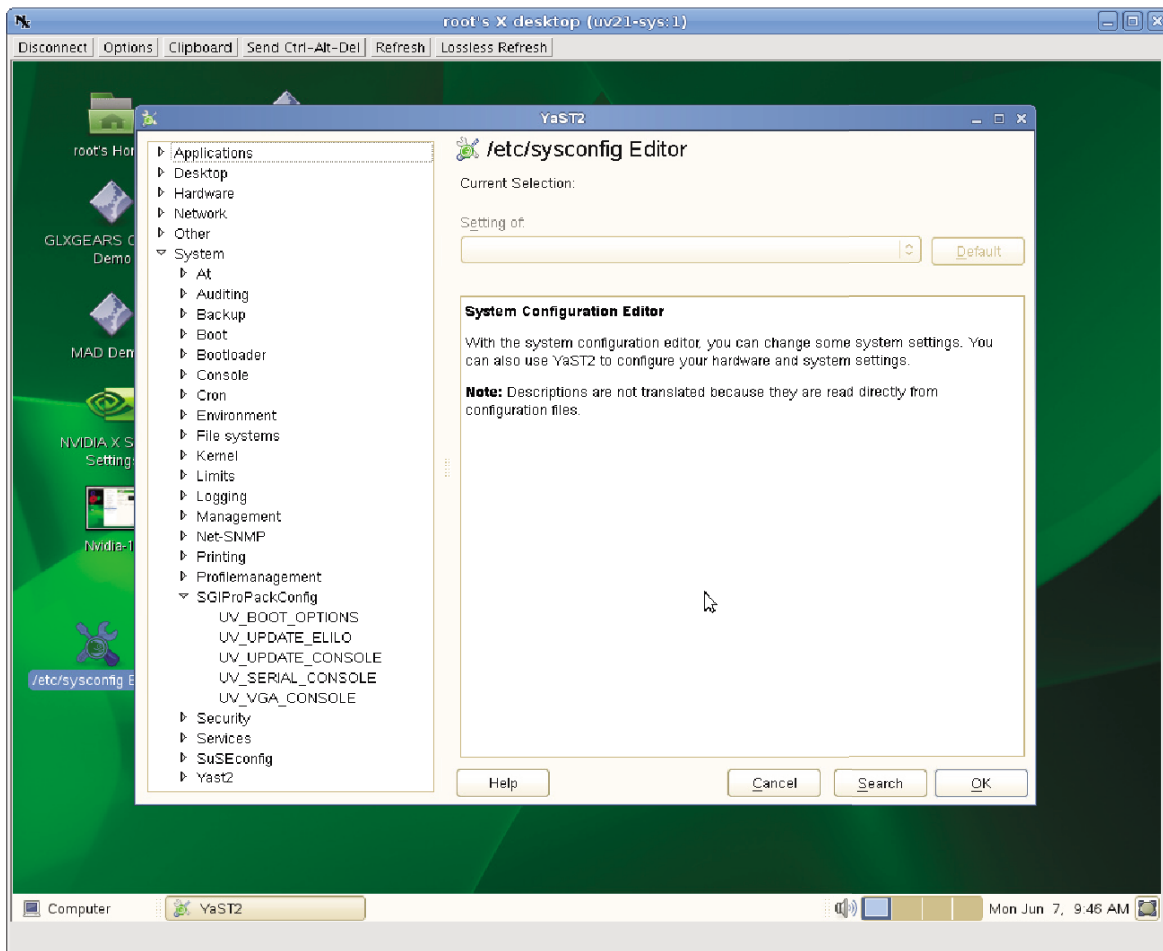 root's X desktop (uv21-sys:1)
Disconnect Options Clipboard Send Ctrl-Alt-Del Refresh Lossless Refresh
root's Hor
GLXGEARS
Demo
MAD Dem
NVIDIA X S
Setting
Nvidia-1
/etc/sysconfig E
YaST2
Applications
Desktop
Hardware
Network
Other
System
At
Auditing
Backup
Boot
Bootloader
Console
Cron
Environment
File systems
Kernel
Limits
Logging
Management
Net-SNMP
Printing
Profilemanagement
SGIProPackConfig
UV_BOOT_OPTIONS
UV_UPDATE_ELILO
UV_UPDATE_CONSOLE
UV_SERIAL_CONSOLE
UV_VGA_CONSOLE
Security
Services
SuSEconfig
Yast2
/etc/sysconfig Editor
Current Selection:
Setting of:
Default
System Configuration Editor
With the system configuration editor, you can change some system settings. You
can also use YaST2 to configure your hardware and system settings.
Note: Descriptions are not translated because they are read directly from
configuration files.
Help Cancel Search OK
Computer YaST2 Mon Jun 7, 9:46 AM